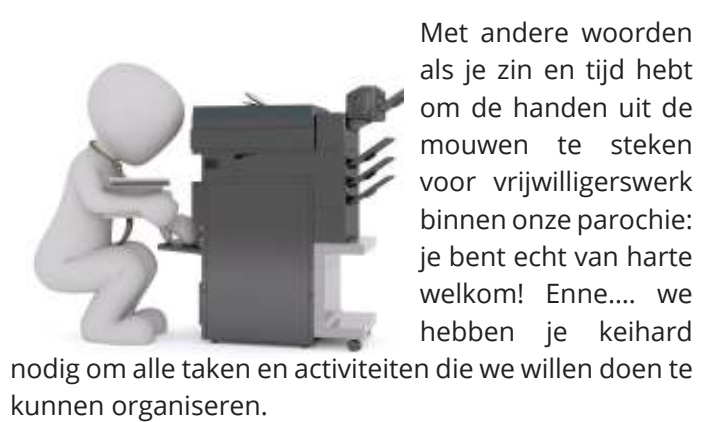 Met andere woorden
als je zin en tijd hebt
om de handen uit de
mouwen te steken
voor vrijwilligerswerk
binnen onze parochie:
je bent echt van harte
welkom! Enne.... we
hebben je keihard
nodig om alle taken en activiteiten die we willen doen te
kunnen organiseren.